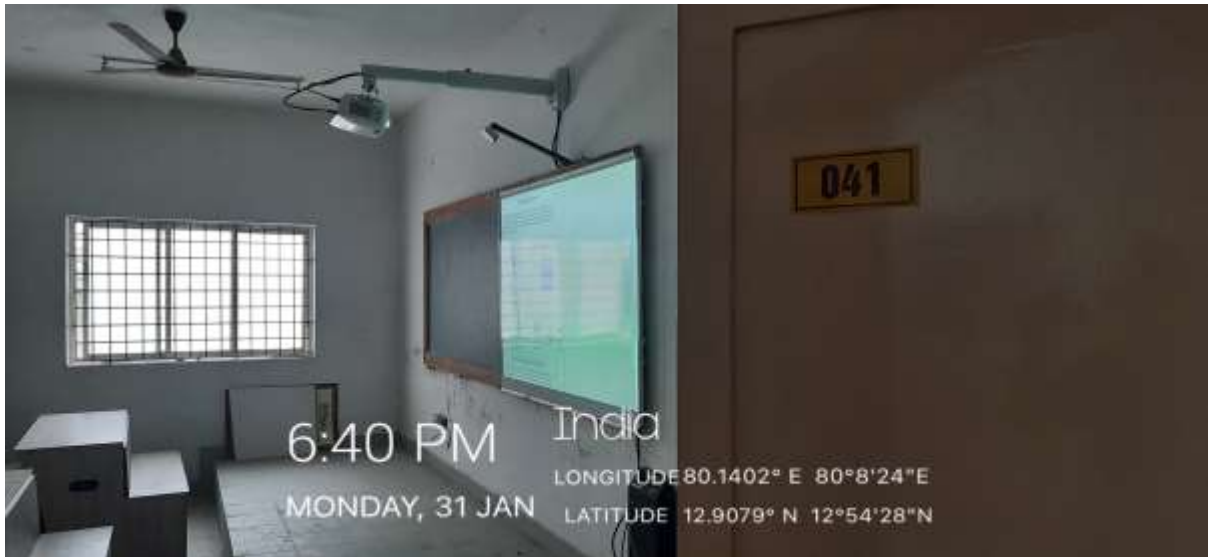 041
6:40 PM
MONDAY, 31 JAN
India
LONGITUDE 80.1402° E 80°8'24"E
LATITUDE 12.9079° N 12°54'28"N